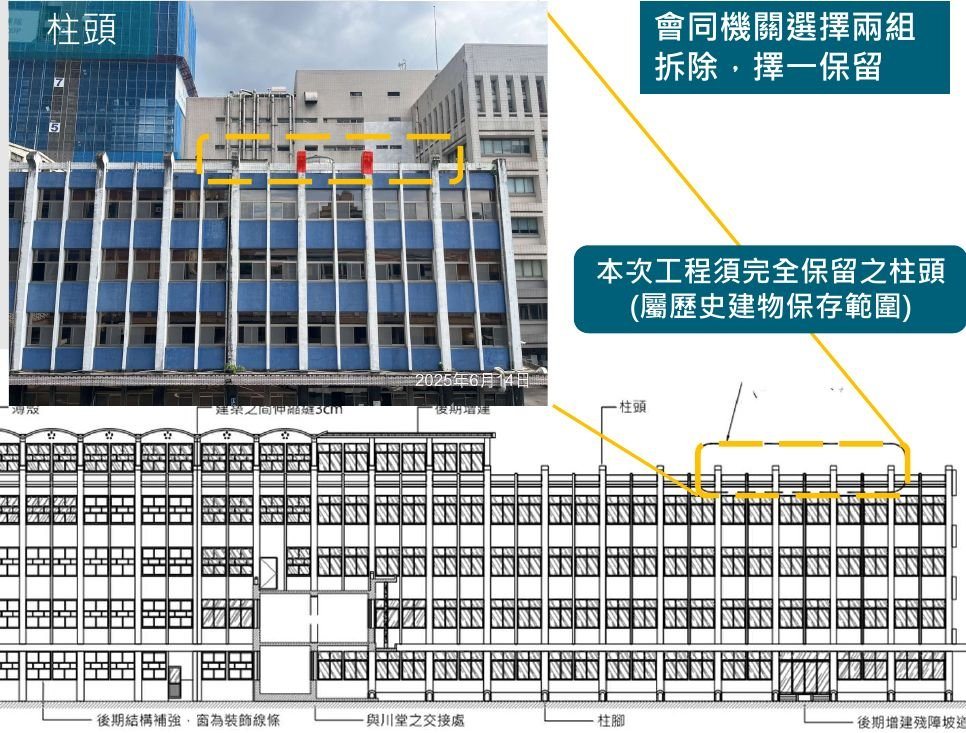 柱頭
會同機關選擇兩組
拆除，擇一保留
7
5
本次工程須完全保留之柱頭
(屬歷史建物保存範圍)
2025年6月14日
薄殼
建築之間伸縮縫3cm
後期增建
柱頭
後期結構補強，窗為裝飾線條
與川堂之交接處
柱腳
後期增建殘障坡道